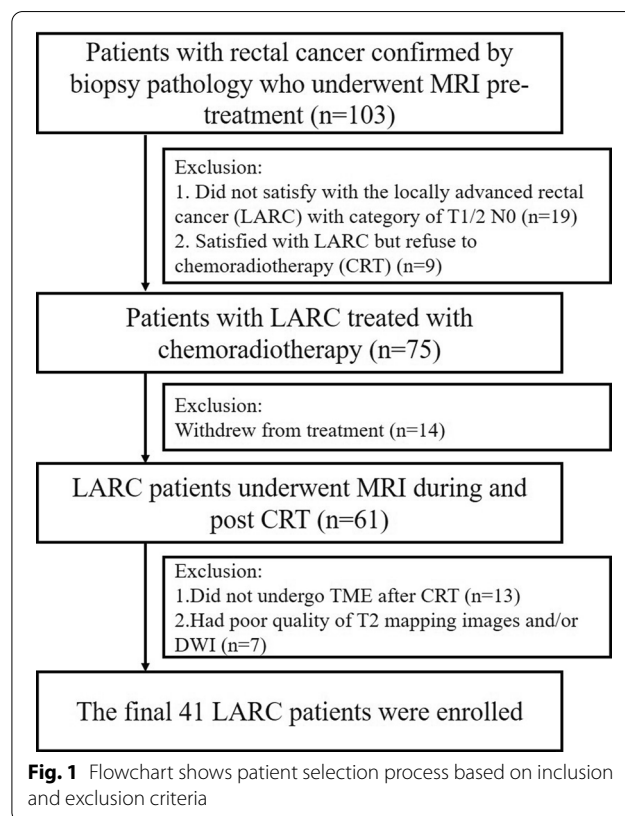 Patients with rectal cancer confirmed by
biopsy pathology who underwent MRI pre-
treatment (n=103)
Exclusion:
1. Did not satisfy with the locally advanced rectal
cancer (LARC) with category of T1/2 N0 (n=19)
2. Satisfied with LARC but refuse to
chemoradiotherapy (CRT) (n=9)
Patients with LARC treated with
chemoradiotherapy (n=75)
Exclusion:
Withdrew from treatment (n=14)
LARC patients underwent MRI during and
post CRT (n=61)
Exclusion:
1.Did not undergo TME after CRT (n=13)
2.Had poor quality of T2 mapping images and/or
DWI (n=7)
The final 41 LARC patients were enrolled
Fig. 1 Flowchart shows patient selection process based on inclusion
and exclusion criteria